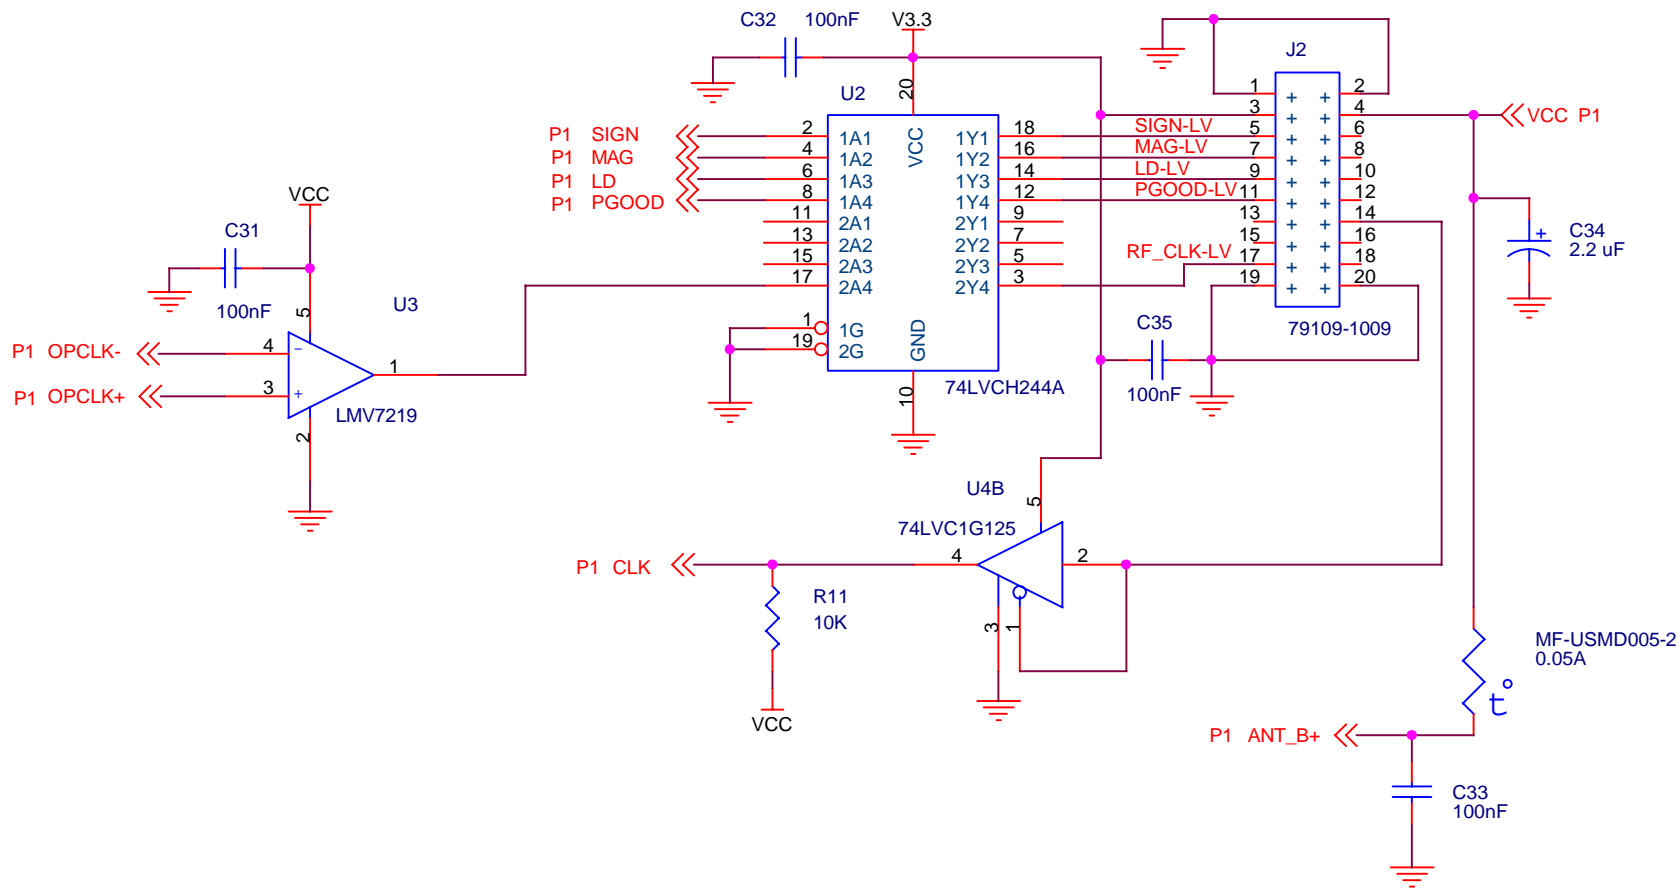 C32 100nF
V3.3
J2
U2
20
1 2
3 4
5 6
7 8
9 10
11 12
13 14
15 16
17 18
19 20
VCC P1
P1 SIGN 2 1A1 VCC 1Y1 18 SIGN-LV
P1 MAG 4 1A2 1Y2 16 MAG-LV
P1 LD 6 1A3 1Y3 14 LD-LV
P1 PGOOD 8 1A4 1Y4 12 PGOOD-LV
11 2A1 2Y1 9
13 2A2 2Y2 7
15 2A3 2Y3 5 RF_CLK-LV
17 2A4 2Y4 3
1 1G
19 2G GND
10
74LVCH244A
79109-1009
C34
2.2 uF
+
C35
100nF
VCC
C31
100nF
U3
5
P1 OPCLK- 4 −
1
P1 OPCLK+ 3 +
LMV7219
2
U4B
5
74LVC1G125
P1 CLK 4 2
3 1
R11
10K
VCC
MF-USMD005-2
0.05A
t°
P1 ANT_B+
C33
100nF